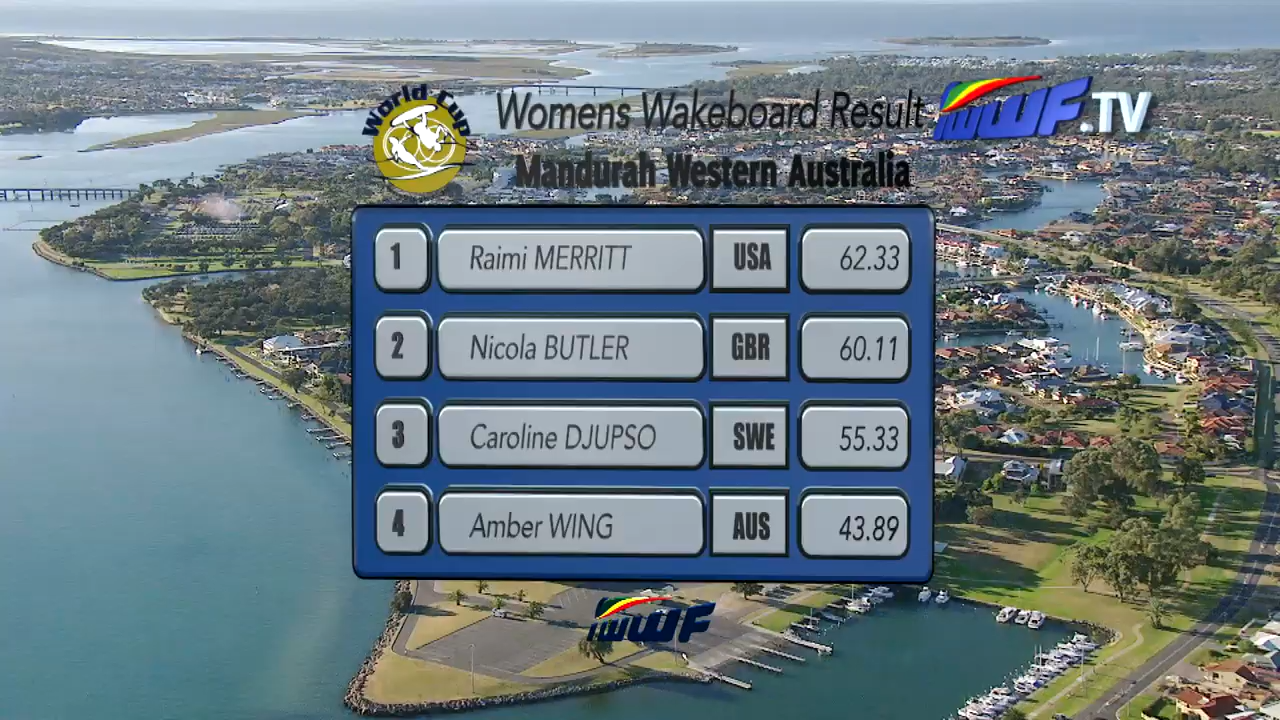 World Cup
Womens Wakeboard Result
IWWF.TV
Mandurah Western Australia
1 Raimi MERRITT USA 62.33
2 Nicola BUTLER GBR 60.11
3 Caroline DJUPSO SWE 55.33
4 Amber WING AUS 43.89
IWWF